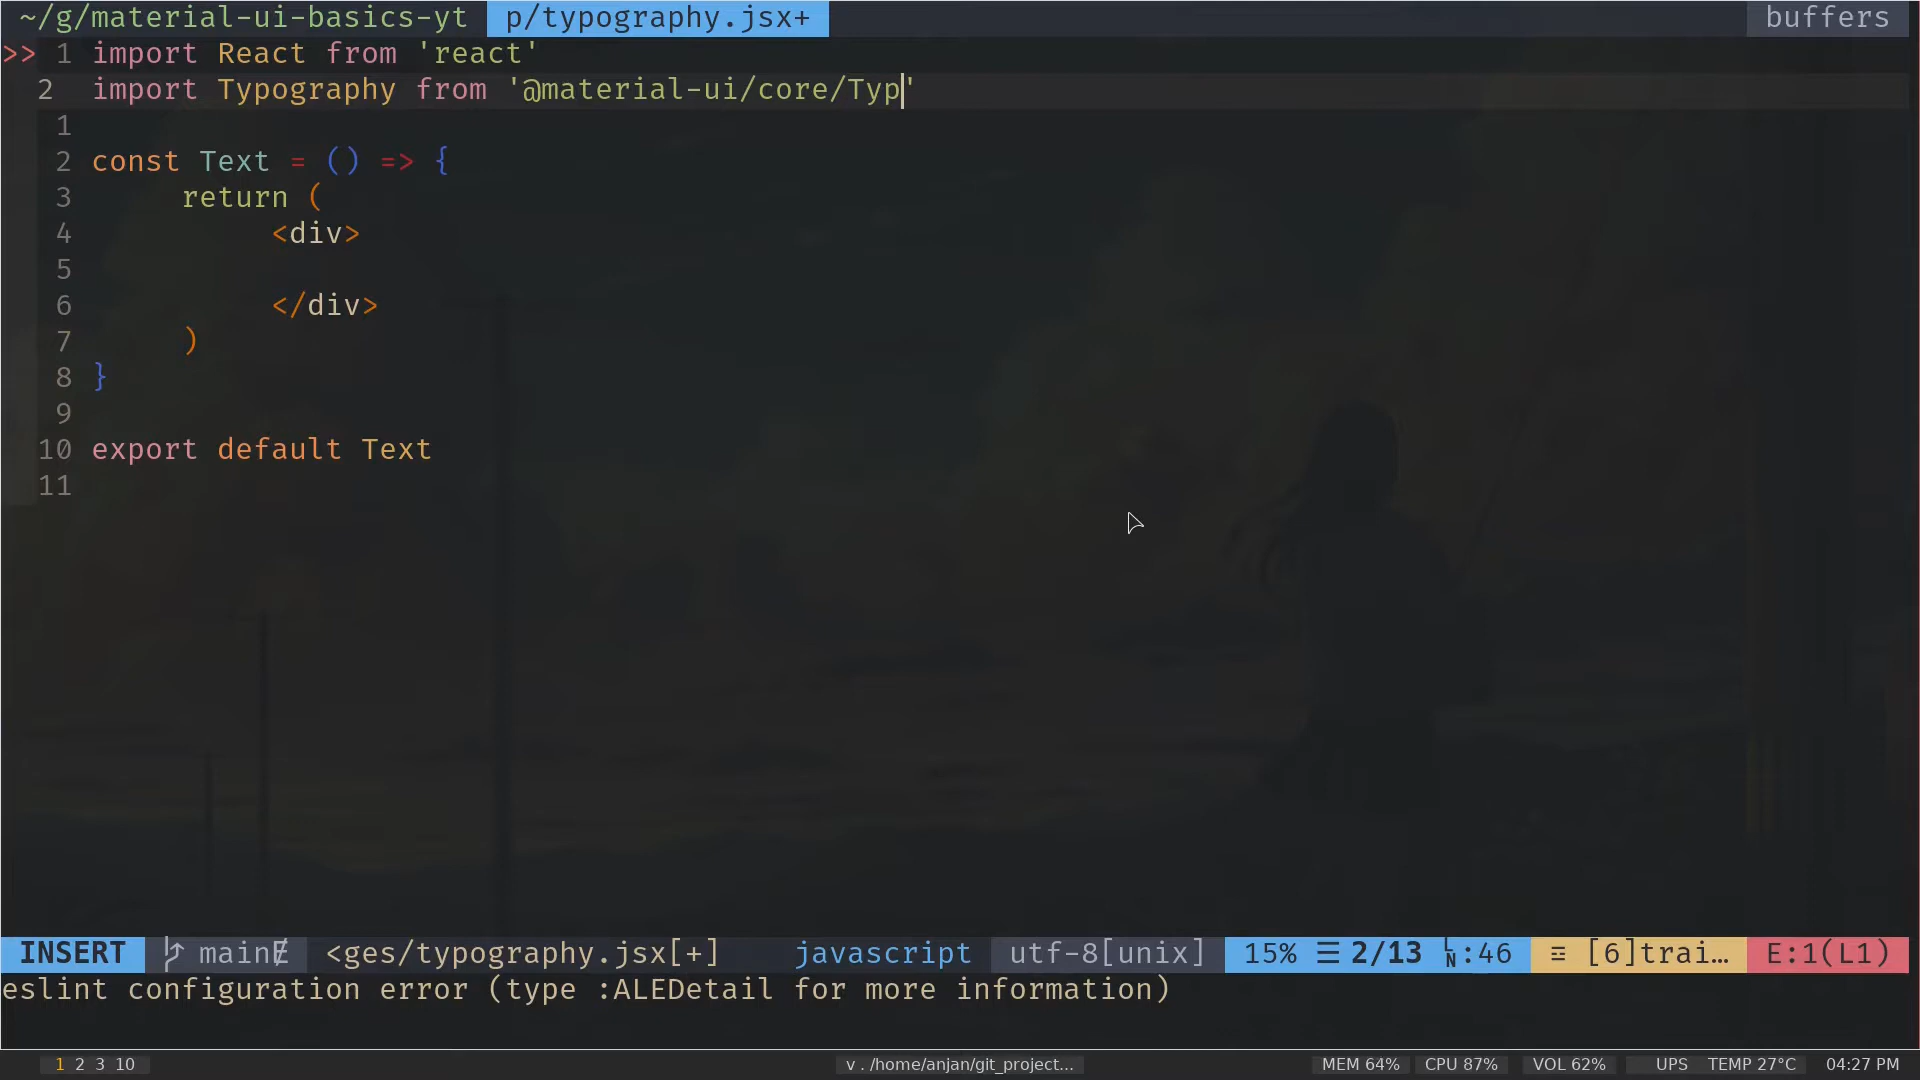 ~/g/material-ui-basics-yt p/typography.jsx+ buffers
>> 1 import React from 'react'
2 import Typography from '@material-ui/core/Typ'
1
2 const Text = () => {
3 return (
4 <div>
5
6 </div>
7 )
8 }
9
10 export default Text
11
INSERT main <ges/typography.jsx[+] javascript utf-8[unix] 15% ☰ 2/13 :46 [6]trai… E:1(L1)
eslint configuration error (type :ALEDetail for more information)
1 2 3 10 v . /home/anjan/git_project... MEM 64% CPU 87% VOL 62% UPS TEMP 27°C 04:27 PM